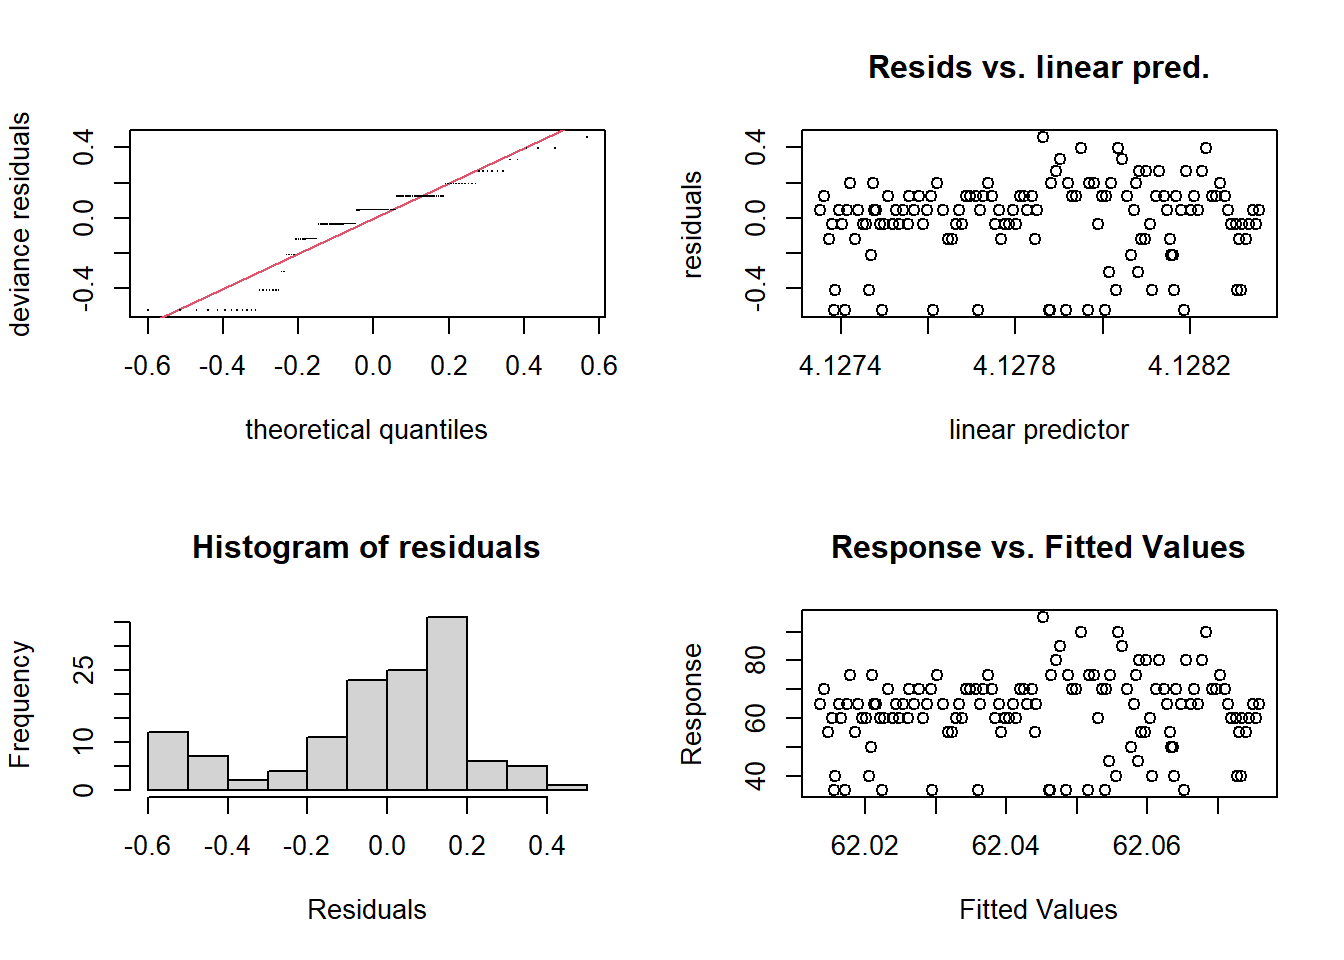 deviance residuals
0.4
0.0
-0.4
-0.6 -0.4 -0.2 0.0 0.2 0.4 0.6
theoretical quantiles
Resids vs. linear pred.
residuals
0.4
0.0
-0.4
4.1274 4.1278 4.1282
linear predictor
Histogram of residuals
Frequency
25
10
0
-0.6 -0.4 -0.2 0.0 0.2 0.4
Residuals
Response vs. Fitted Values
Response
80
60
40
62.02 62.04 62.06
Fitted Values